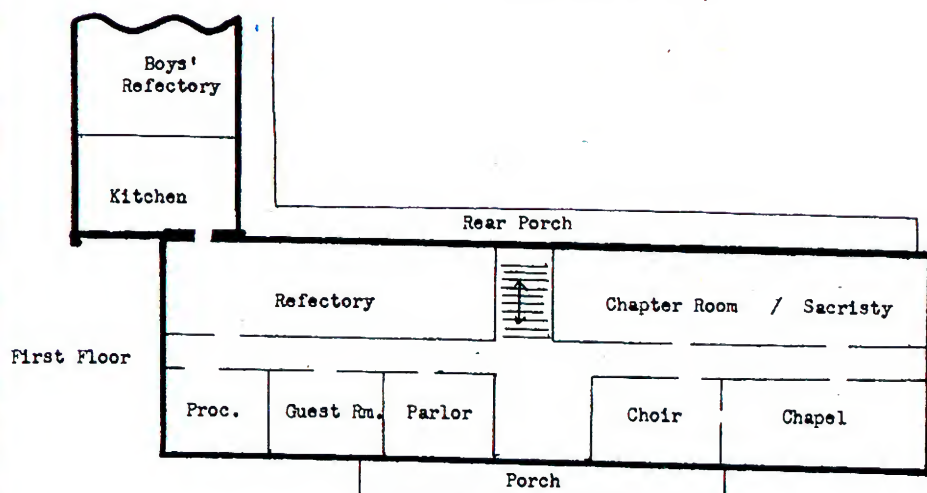 Boys'
Refectory
Kitchen
Rear Porch
Refectory
Chapter Room / Sacristy
First Floor
Proc.
Guest Rm.
Parlor
Choir
Chapel
Porch